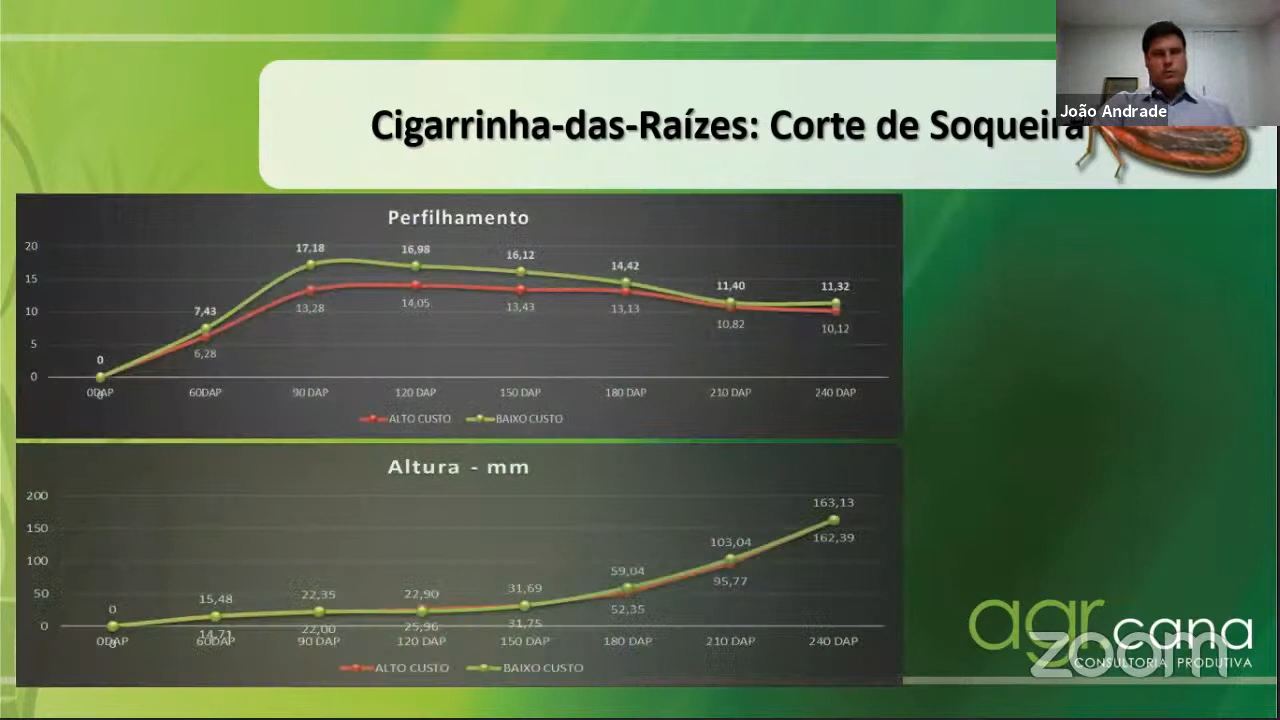 João Andrade
Cigarrinha-das-Raízes: Corte de Soqueira
Perfilhamento
20
15
10
5
0
0
7,43
17,18
16,98
16,12
14,42
11,40
11,32
0
6,28
13,28
14,05
13,43
13,13
10,82
10,12
0DAP
60DAP
90 DAP
120 DAP
150 DAP
180 DAP
210 DAP
240 DAP
ALTO CUSTO
BAIXO CUSTO
Altura - mm
200
150
100
50
0
0
15,48
22,35
22,90
31,69
59,04
103,04
163,13
0
14,71
22,00
25,96
31,75
52,35
95,77
162,39
0DAP
60DAP
90 DAP
120 DAP
150 DAP
180 DAP
210 DAP
240 DAP
ALTO CUSTO
BAIXO CUSTO
agr.cana
CONSULTORIA PRODUTIVA
zoom